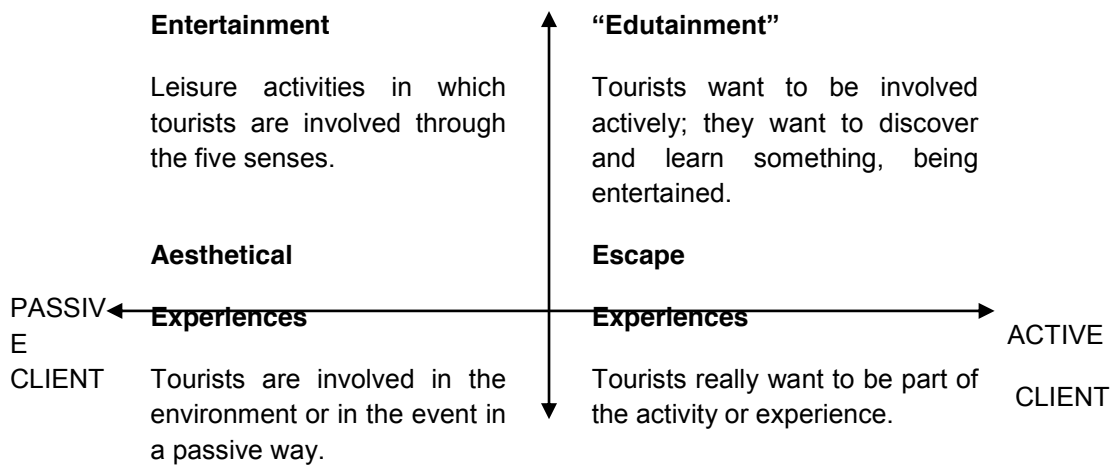 Entertainment
Leisure activities in which
tourists are involved through
the five senses.
“Edutainment”
Tourists want to be involved
actively; they want to discover
and learn something, being
entertained.
PASSIV
E
CLIENT
Aesthetical
Experiences
Tourists are involved in the
environment or in the event in
a passive way.
Escape
Experiences
Tourists really want to be part of
the activity or experience.
ACTIVE
CLIENT